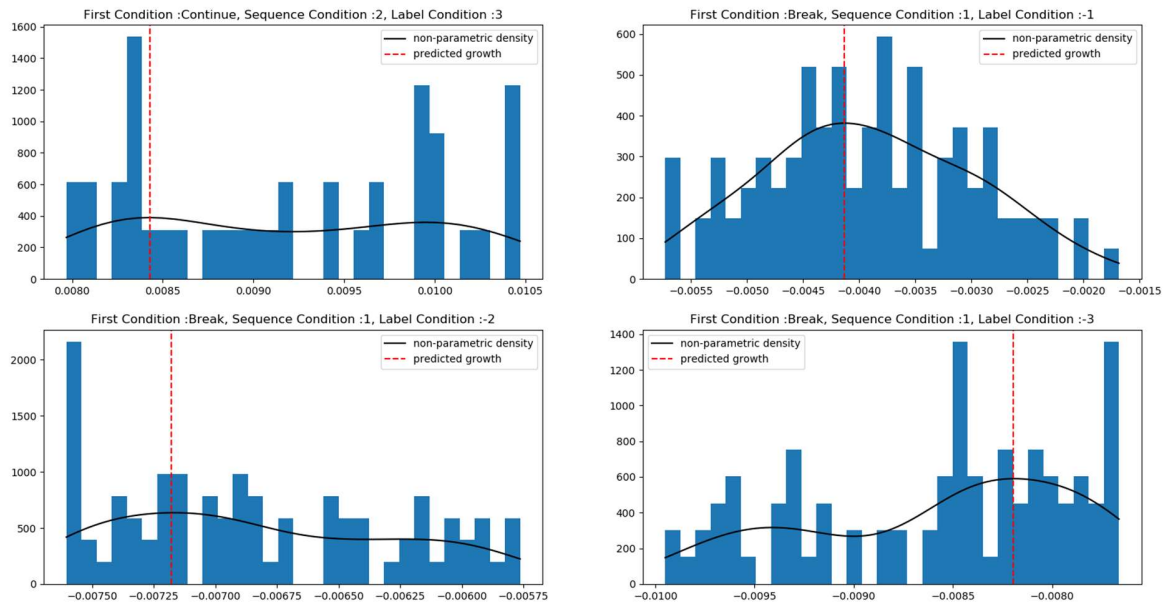 First Condition :Continue, Sequence Condition :2, Label Condition :3
1600
1400
1200
1000
800
600
400
200
0
non-parametric density
predicted growth
0.0080 0.0085 0.0090 0.0095 0.0100 0.0105
First Condition :Break, Sequence Condition :1, Label Condition :-1
600
500
400
300
200
100
0
non-parametric density
predicted growth
−0.0055 −0.0050 −0.0045 −0.0040 −0.0035 −0.0030 −0.0025 −0.0020 −0.0015
First Condition :Break, Sequence Condition :1, Label Condition :-2
2000
1500
1000
500
0
non-parametric density
predicted growth
−0.00750 −0.00725 −0.00700 −0.00675 −0.00650 −0.00625 −0.00600 −0.00575
First Condition :Break, Sequence Condition :1, Label Condition :-3
1400
1200
1000
800
600
400
200
0
non-parametric density
predicted growth
−0.0100 −0.0095 −0.0090 −0.0085 −0.0080